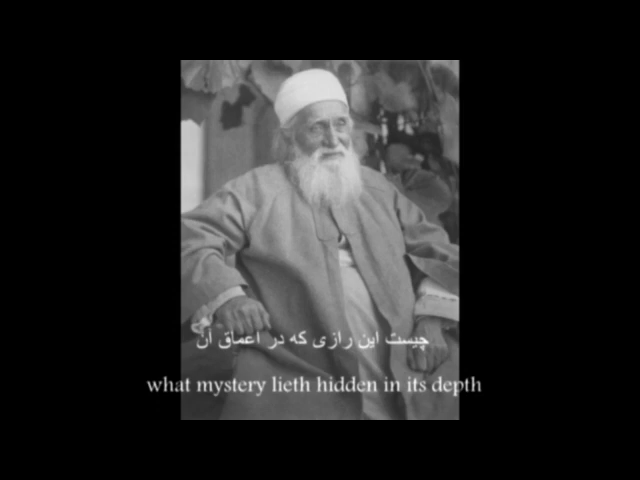 چیست این رازی که در اعماق آن
what mystery lieth hidden in its depth